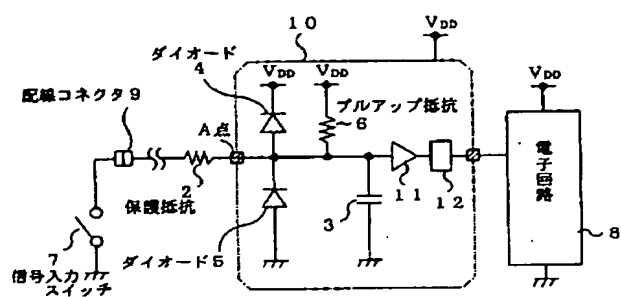 10
VDD
ダイオード
4
VDD
VDD
VDD
配線コネクタ9
プルアップ抵抗
6
A点
2
保護抵抗
11
12
電子回路
3
7
信号入力
スイッチ
ダイオード5
8